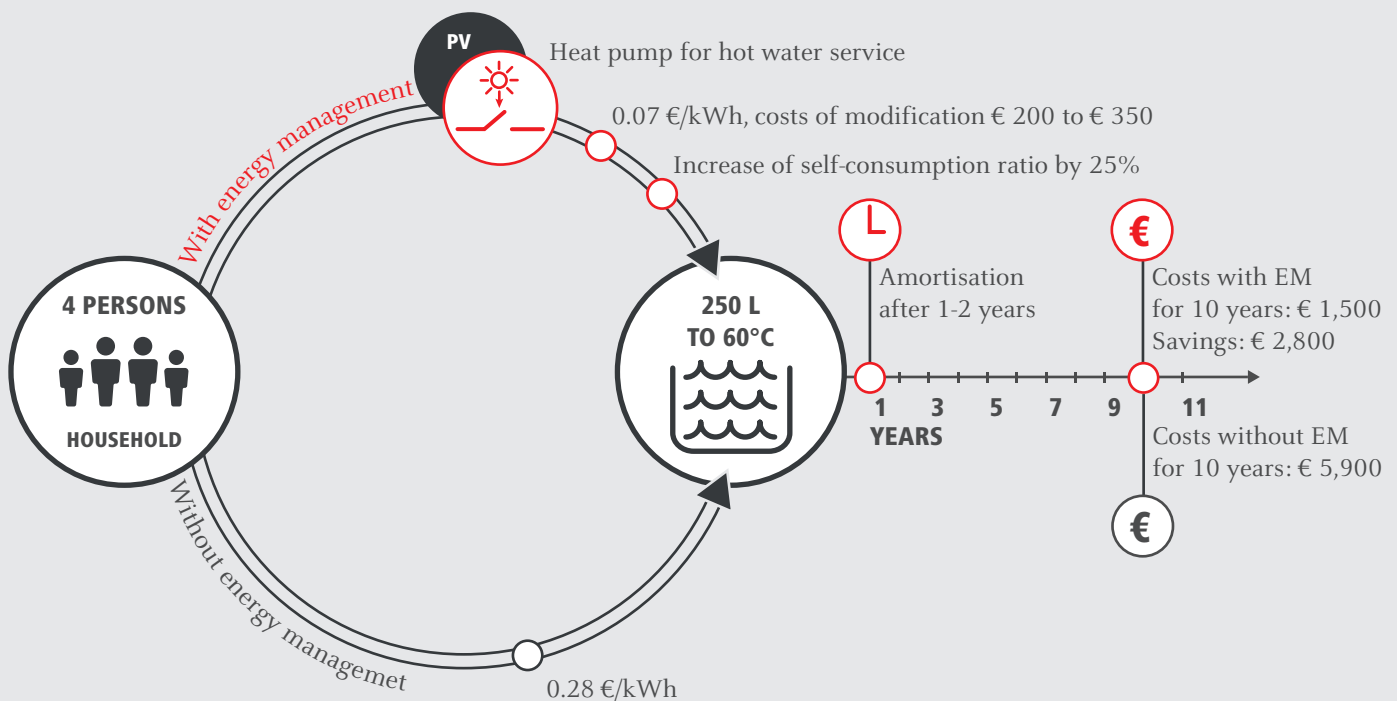 PV
Heat pump for hot water service
With energy management
0.07 €/kWh, costs of modification € 200 to € 350
Increase of self-consumption ratio by 25%
4 PERSONS
HOUSEHOLD
250 L
TO 60°C
Amortisation
after 1-2 years
€
Costs with EM
for 10 years: € 1,500
Savings: € 2,800
1 3 5 7 9 11
YEARS
Costs without EM
for 10 years: € 5,900
€
Without energy managemet
0.28 €/kWh